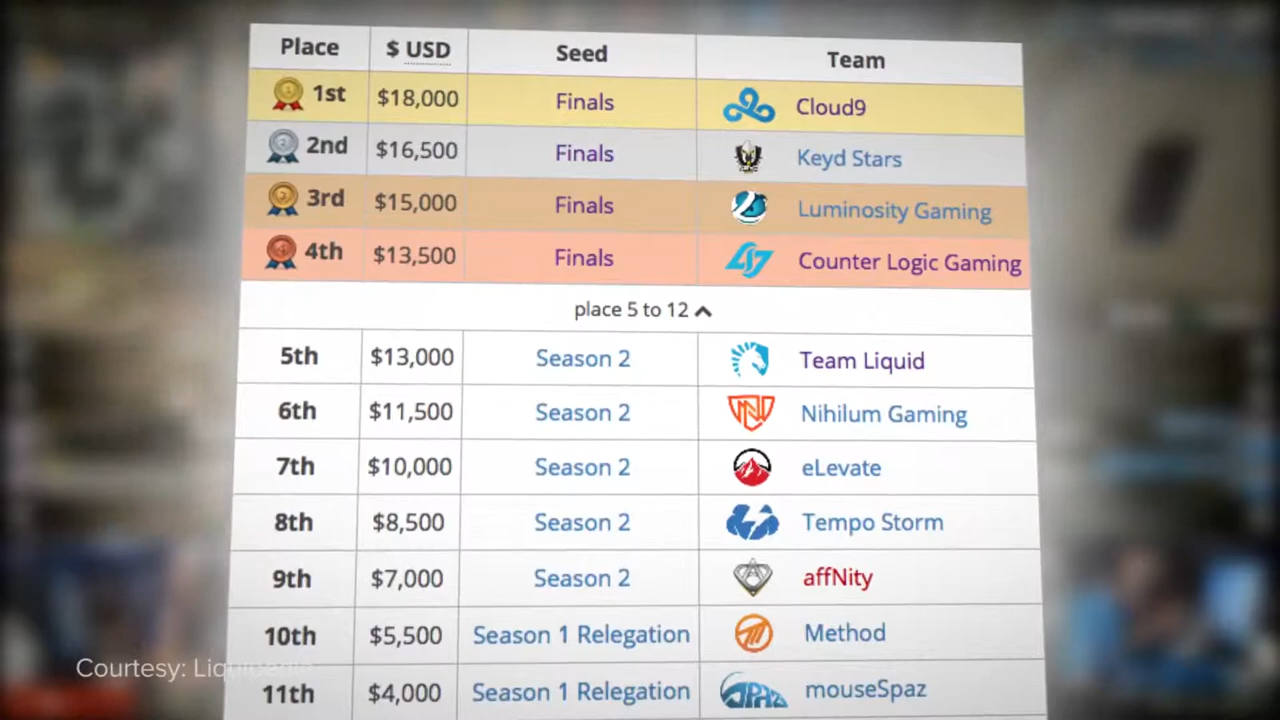 Place $ USD Seed Team
1st $18,000 Finals Cloud9
2nd $16,500 Finals Keyd Stars
3rd $15,000 Finals Luminosity Gaming
4th $13,500 Finals Counter Logic Gaming
place 5 to 12
5th $13,000 Season 2 Team Liquid
6th $11,500 Season 2 Nihilum Gaming
7th $10,000 Season 2 eLevate
8th $8,500 Season 2 Tempo Storm
9th $7,000 Season 2 affNity
10th $5,500 Season 1 Relegation Method
11th $4,000 Season 1 Relegation mouseSpaz
Courtesy: